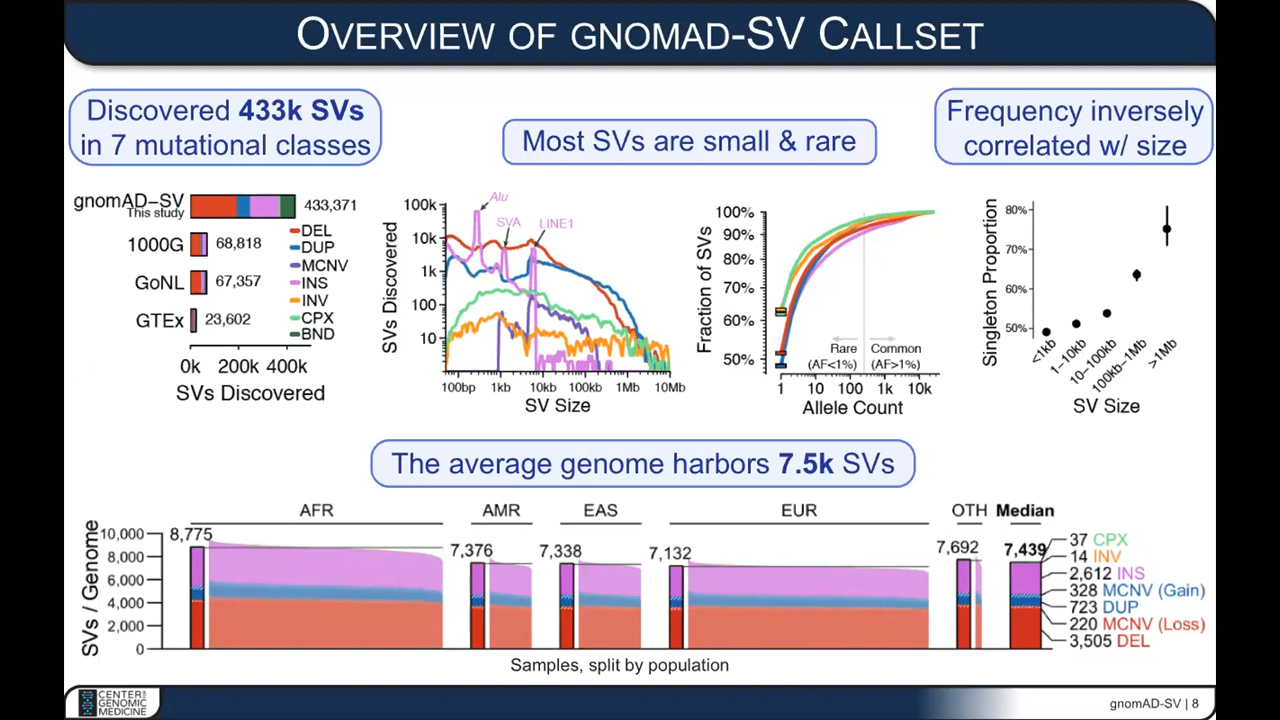 OVERVIEW OF GNOMAD-SV CALLSET
Discovered 433k SVs
in 7 mutational classes
Most SVs are small & rare
Frequency inversely
correlated w/ size
gnomAD–SV
This study
433,371
1000G
68,818
GoNL
67,357
GTEx
23,602
DEL
DUP
MCNV
INS
INV
CPX
BND
0k 200k 400k
SVs Discovered
SVs Discovered
100k
10k
1k
100
10
Alu
SVA
LINE1
100bp 1kb 10kb 100kb 1Mb 10Mb
SV Size
Fraction of SVs
100%
90%
80%
70%
60%
50%
Rare
(AF<1%)
Common
(AF>1%)
1 10 100 1k 10k
Allele Count
Singleton Proportion
80%
70%
60%
50%
<1kb
1–10kb
10–100kb
100kb–1Mb
>1Mb
SV Size
The average genome harbors 7.5k SVs
SVs / Genome
10,000
8,000
6,000
4,000
2,000
0
AFR AMR EAS EUR OTH Median
8,775 7,376 7,338 7,132 7,692 7,439
37 CPX
14 INV
2,612 INS
328 MCNV (Gain)
723 DUP
220 MCNV (Loss)
3,505 DEL
Samples, split by population
CENTER FOR
GENOMIC
MEDICINE
gnomAD-SV | 8